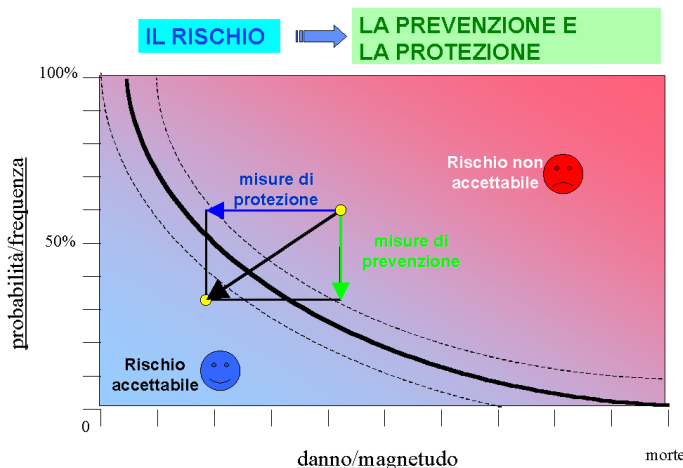 IL RISCHIO
LA PREVENZIONE E
LA PROTEZIONE
100%
probabilità/frequenza
50%
0
misure di
protezione
misure di
prevenzione
Rischio non
accettabile
Rischio
accettabile
danno/magnetudo
morte